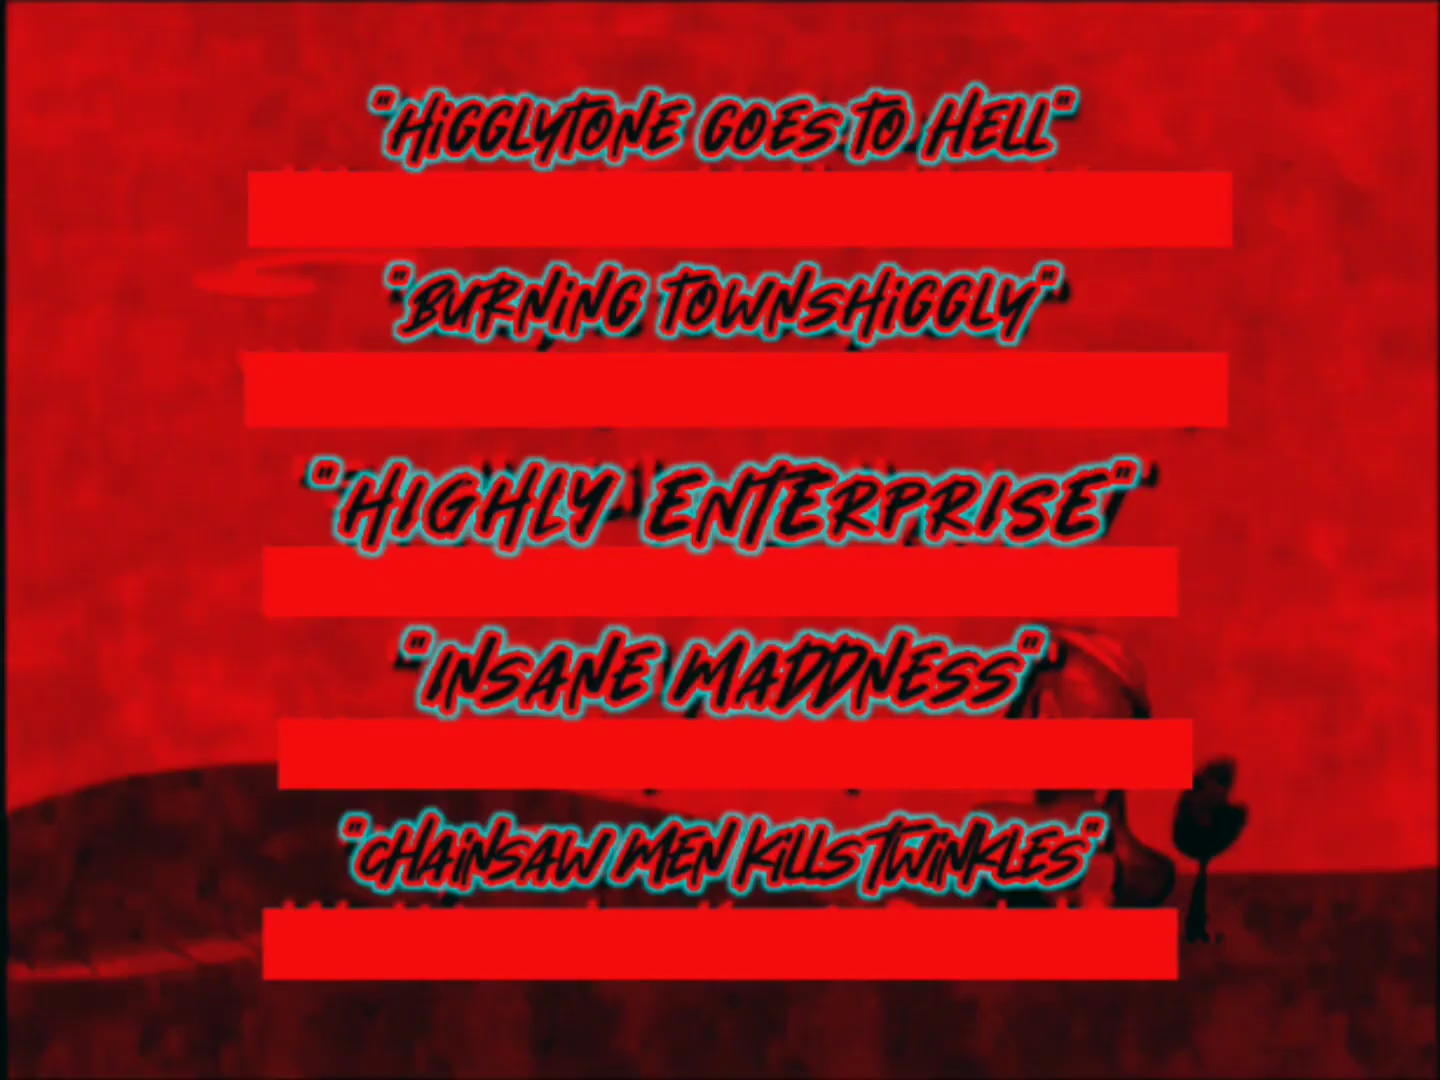 "HiGGLYTONE GOES TO HELL"
"BURNiNG TOWNSHiGGLY"
"HIGHLY ENTERPRISE"
"INSANE MADDNESS"
"CHAiNSAW MEN KiLLS TWiNKLES"